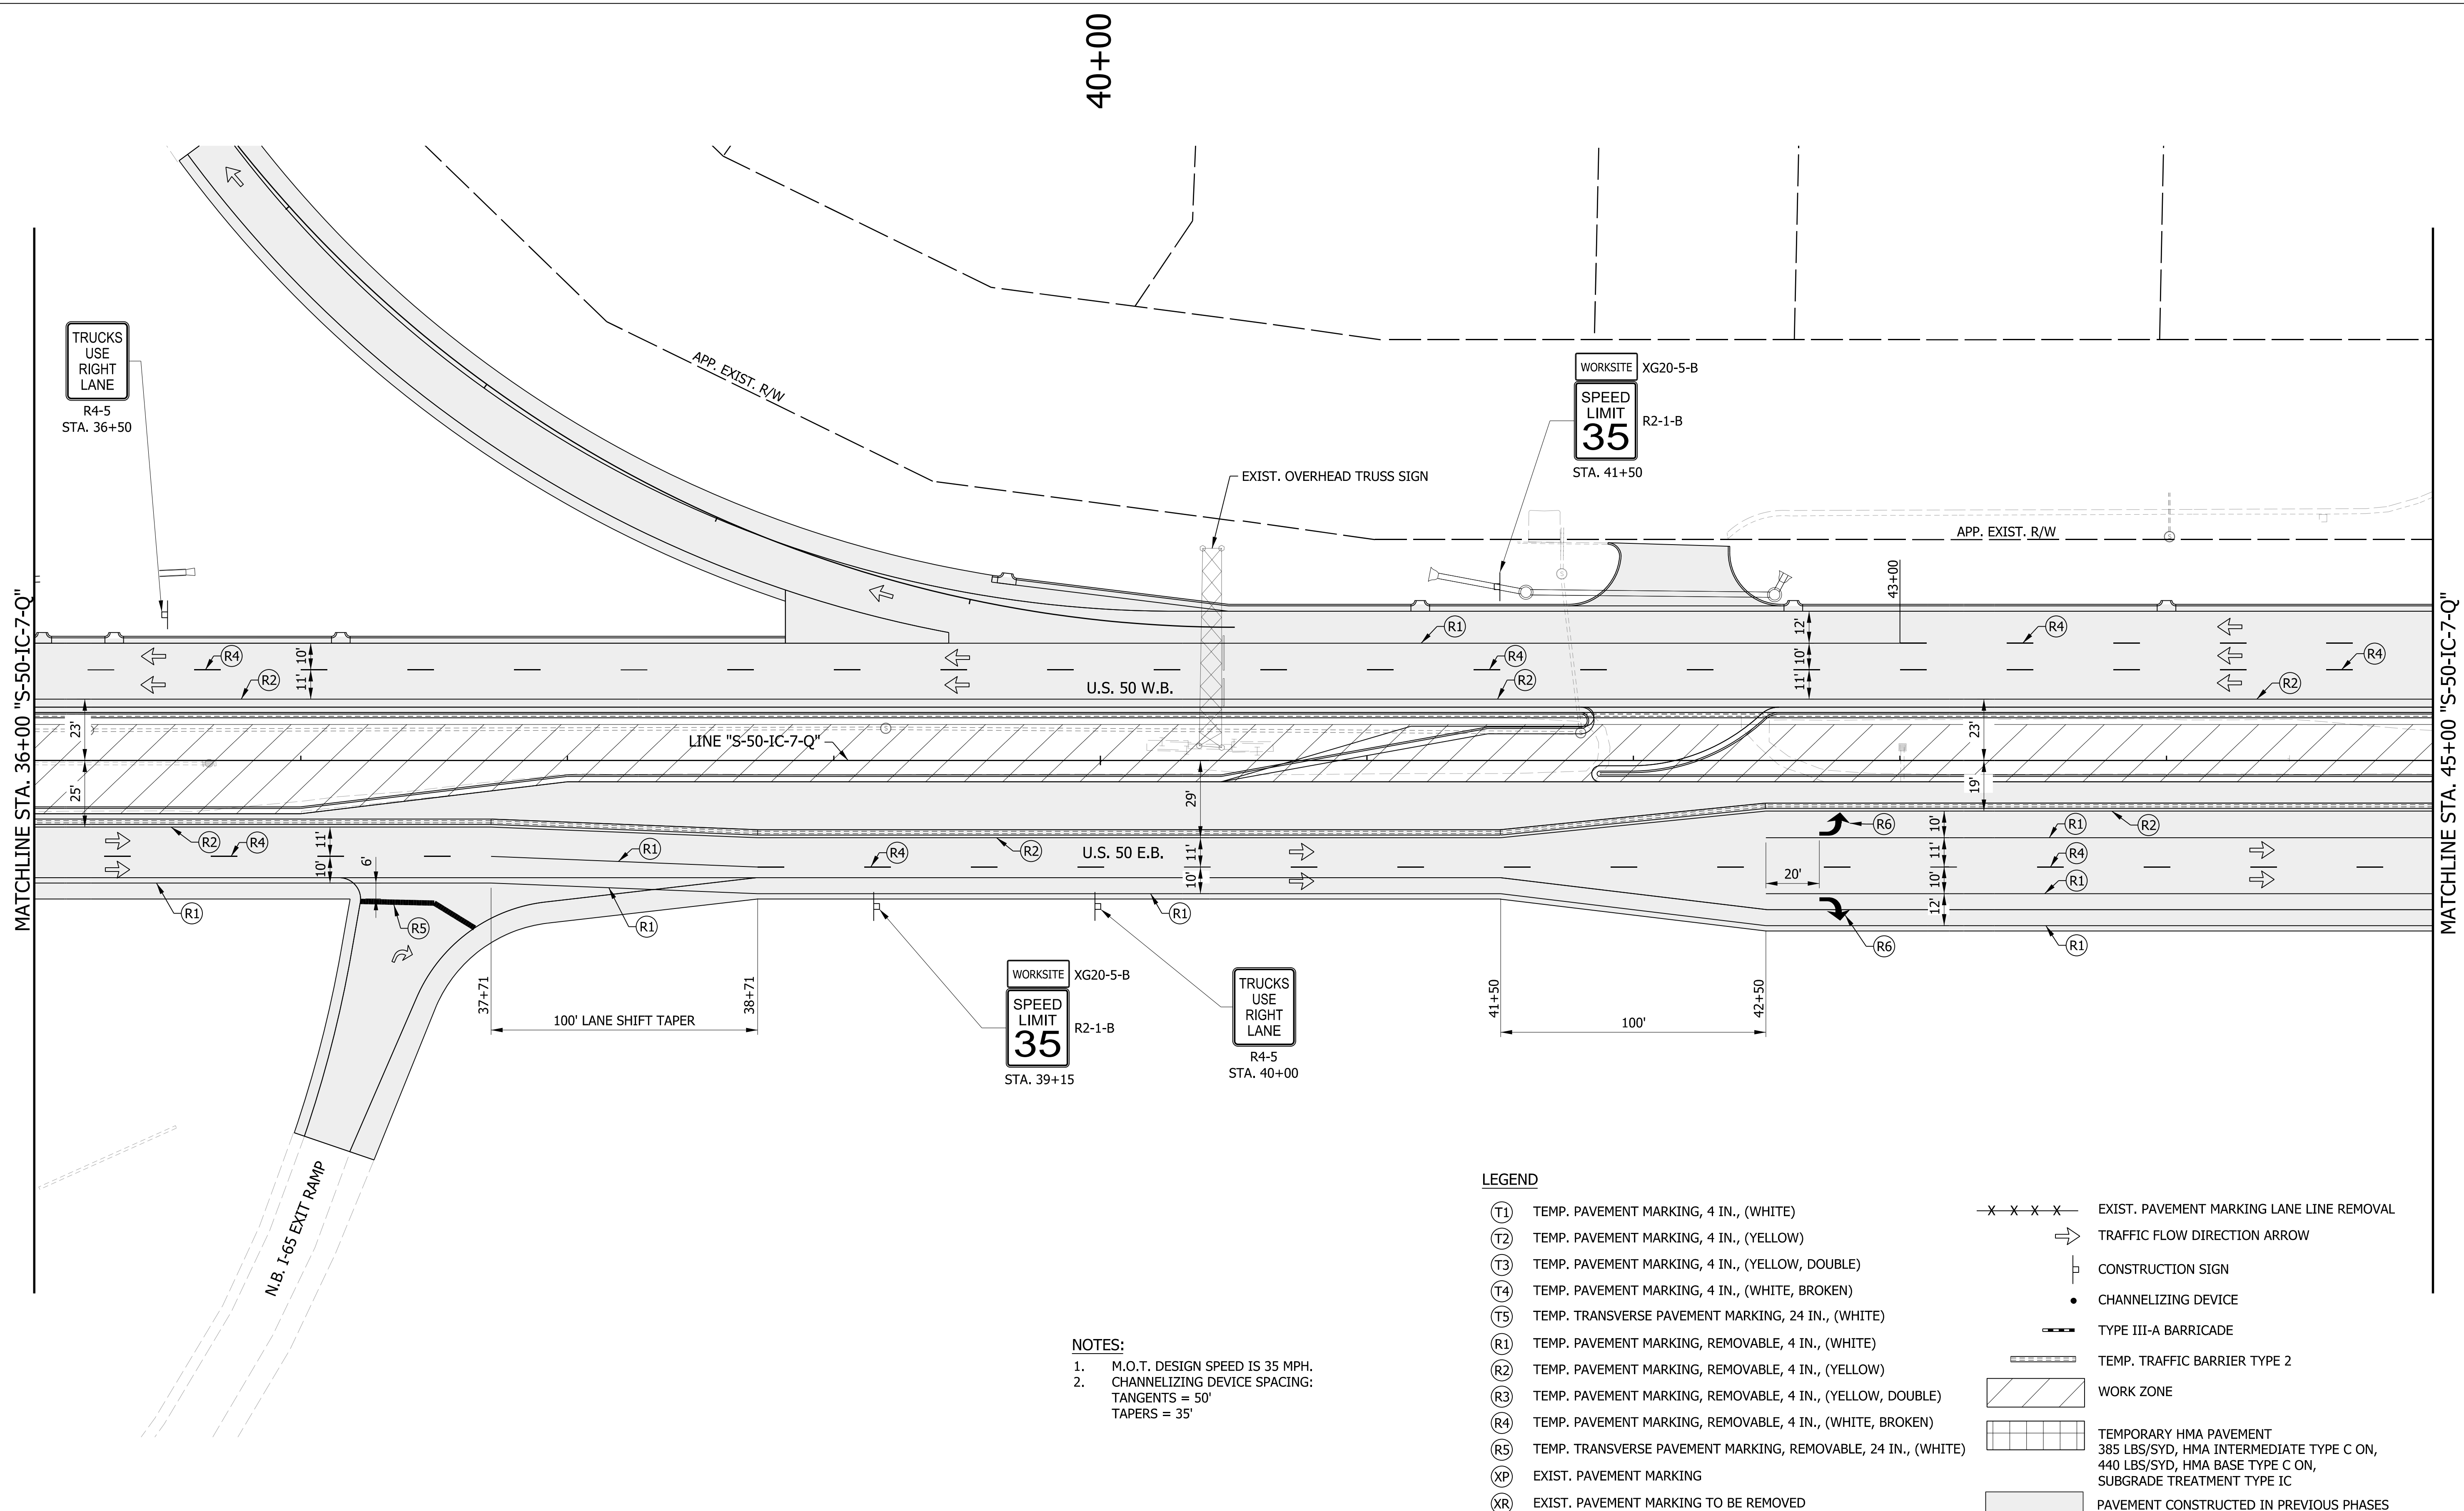 40+00
TRUCKS
USE
RIGHT
LANE
R4-5
STA. 36+50
APP. EXIST. R/W
WORKSITE XG20-5-B
SPEED
LIMIT
35
R2-1-B
STA. 41+50
EXIST. OVERHEAD TRUSS SIGN
APP. EXIST. R/W
43+00
MATCHLINE STA. 36+00 "S-50-IC-7-Q"
MATCHLINE STA. 45+00 "S-50-IC-7-Q"
R1
12'
R4
R4
10'
R4
10'
R4
R2
11'
U.S. 50 W.B.
R2
11'
R2
23'
LINE "S-50-IC-7-Q"
23'
25'
29'
19'
R2
R4
11'
10'
6'
R1
R4
R2
U.S. 50 E.B.
11'
10'
R6
10'
R1
R2
11'
R4
20'
10'
R1
12'
R1
R5
R1
R1
R6
R1
37+71
100' LANE SHIFT TAPER
38+71
WORKSITE XG20-5-B
SPEED
LIMIT
35
R2-1-B
STA. 39+15
TRUCKS
USE
RIGHT
LANE
R4-5
STA. 40+00
41+50
100'
42+50
N.B. I-65 EXIT RAMP
NOTES:
1. M.O.T. DESIGN SPEED IS 35 MPH.
2. CHANNELIZING DEVICE SPACING:
TANGENTS = 50'
TAPERS = 35'
LEGEND
T1 TEMP. PAVEMENT MARKING, 4 IN., (WHITE)
T2 TEMP. PAVEMENT MARKING, 4 IN., (YELLOW)
T3 TEMP. PAVEMENT MARKING, 4 IN., (YELLOW, DOUBLE)
T4 TEMP. PAVEMENT MARKING, 4 IN., (WHITE, BROKEN)
T5 TEMP. TRANSVERSE PAVEMENT MARKING, 24 IN., (WHITE)
R1 TEMP. PAVEMENT MARKING, REMOVABLE, 4 IN., (WHITE)
R2 TEMP. PAVEMENT MARKING, REMOVABLE, 4 IN., (YELLOW)
R3 TEMP. PAVEMENT MARKING, REMOVABLE, 4 IN., (YELLOW, DOUBLE)
R4 TEMP. PAVEMENT MARKING, REMOVABLE, 4 IN., (WHITE, BROKEN)
R5 TEMP. TRANSVERSE PAVEMENT MARKING, REMOVABLE, 24 IN., (WHITE)
XP EXIST. PAVEMENT MARKING
XR EXIST. PAVEMENT MARKING TO BE REMOVED
X X X X EXIST. PAVEMENT MARKING LANE LINE REMOVAL
TRAFFIC FLOW DIRECTION ARROW
CONSTRUCTION SIGN
CHANNELIZING DEVICE
TYPE III-A BARRICADE
TEMP. TRAFFIC BARRIER TYPE 2
WORK ZONE
TEMPORARY HMA PAVEMENT
385 LBS/SYD, HMA INTERMEDIATE TYPE C ON,
440 LBS/SYD, HMA BASE TYPE C ON,
SUBGRADE TREATMENT TYPE IC
PAVEMENT CONSTRUCTED IN PREVIOUS PHASES